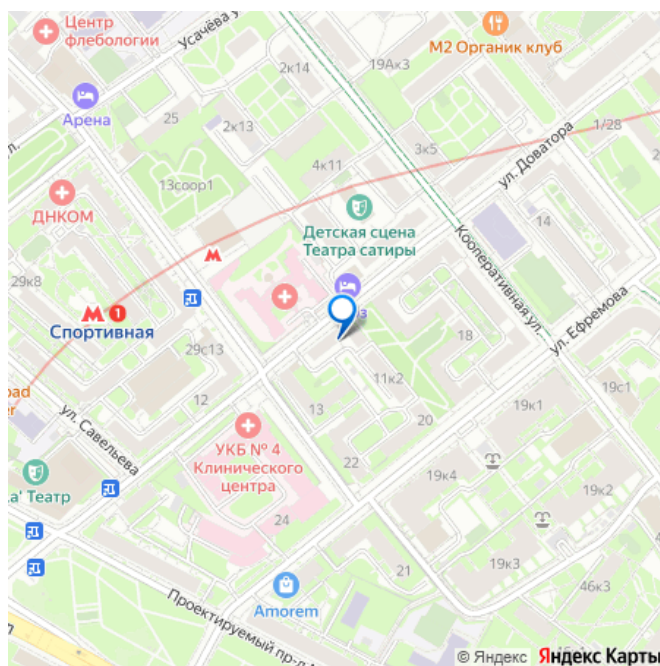 Центр
флебологии
Усачёва у
М2 Органик клуб
2к14
19Ак3
Арена
25
2к13
1/28
3к5
ул.
4к11
ул. Доватора
13соор1
ДНКОМ
14
Детская сцена
Театра сатиры
Кооперативная ул.
29к8
1
Спортивная
29с13
18
ул. Ефремова
11к2
12
19с1
13
20
19к1
ул. Савельева
УКБ № 4
Клинического
центра
22
19к4
19к2
а' Театр
24
19к3
21
46к3
Amorem
Проектируемый пр-д
© Яндекс Яндекс Карты